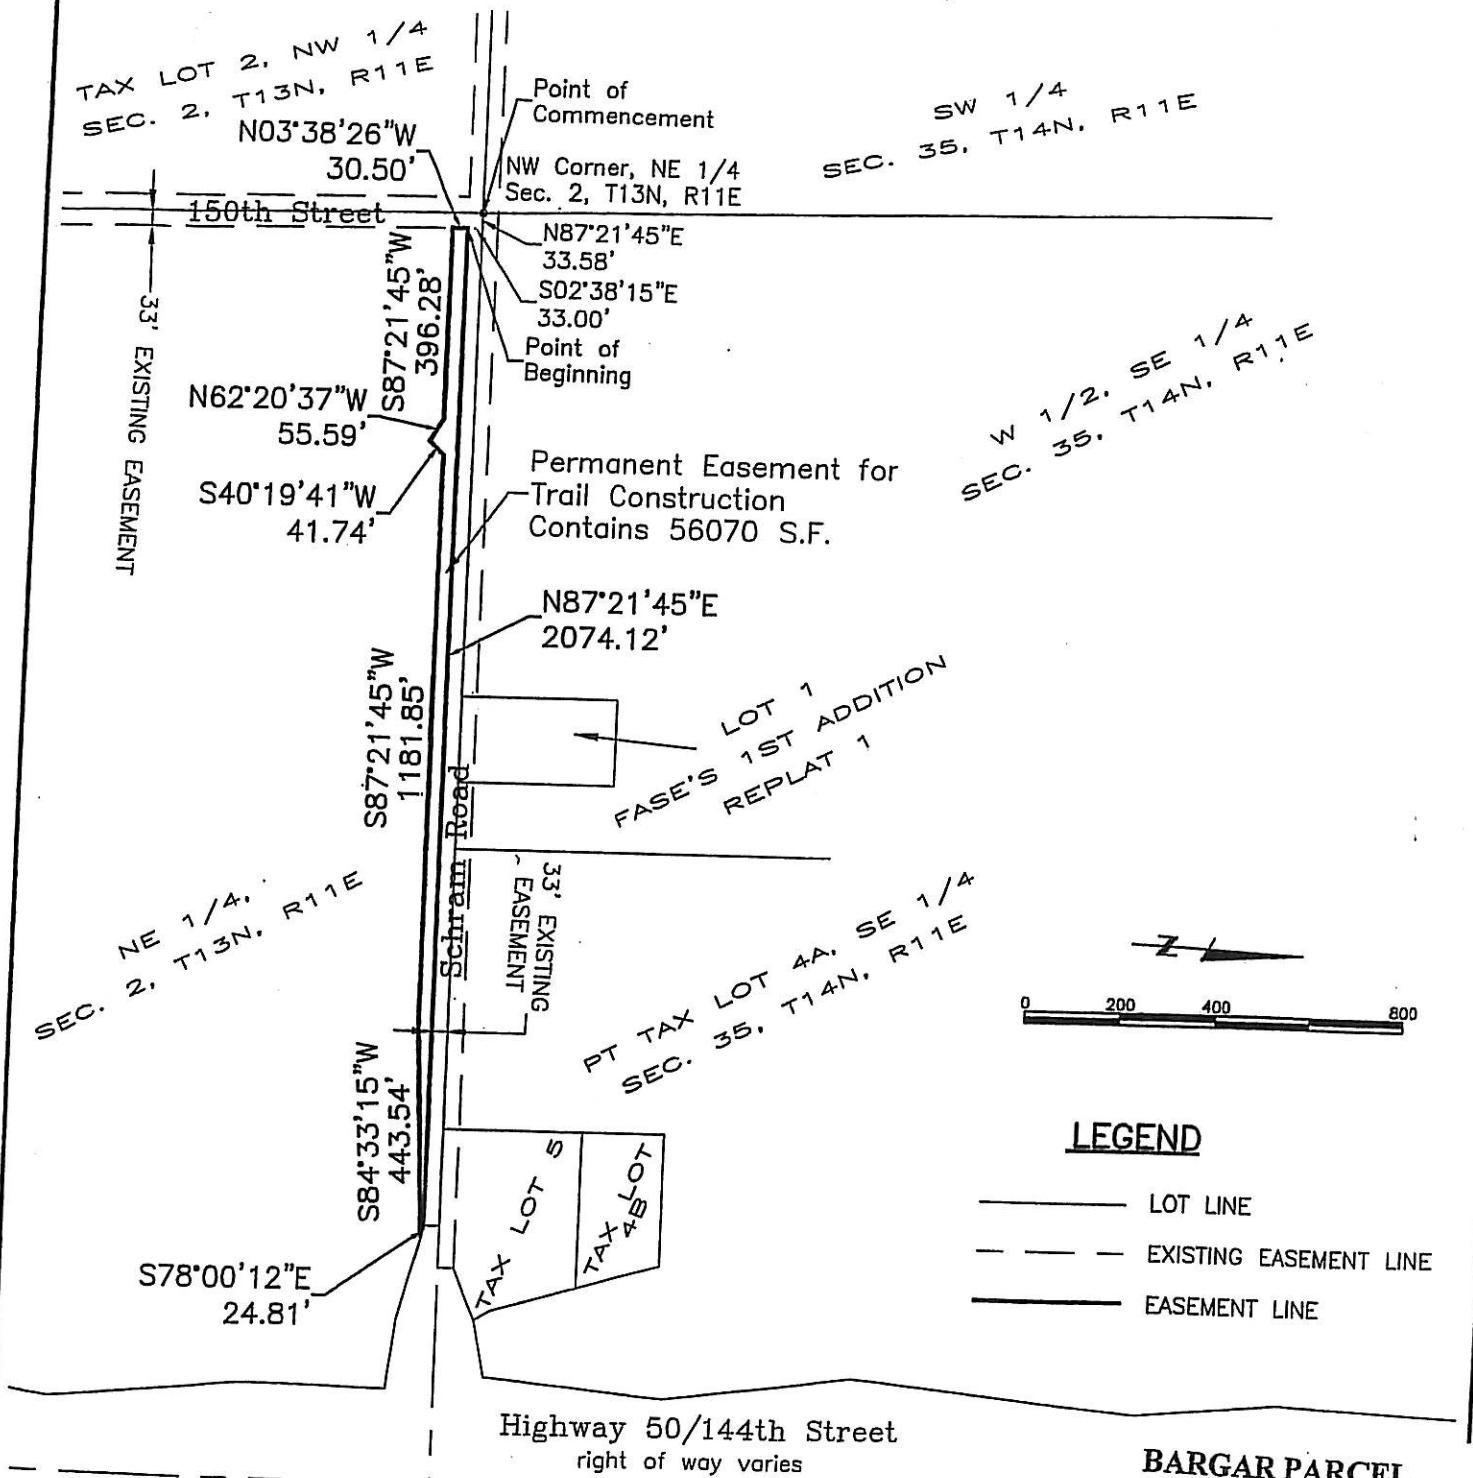 TAX LOT 2, NW 1/4
SEC. 2, T13N, R11E
N03°38'26"W
30.50'
Point of
Commencement
NW Corner, NE 1/4
Sec. 2, T13N, R11E
SW 1/4
SEC. 35, T14N, R11E
150th Street
N87°21'45"E
33.58'
S02°38'15"E
33.00'
Point of
Beginning
33' EXISTING EASEMENT
S87°21'45"W
396.28'
N62°20'37"W
55.59'
S40°19'41"W
41.74'
W 1/2, SE 1/4
SEC. 35, T14N, R11E
Permanent Easement for
Trail Construction
Contains 56070 S.F.
N87°21'45"E
2074.12'
S87°21'45"W
1181.85'
LOT 1
FASE'S 1ST ADDITION
REPLAT 1
Schram Road
33' EXISTING
EASEMENT
NE 1/4,
SEC. 2, T13N, R11E
PT TAX LOT 4A, SE 1/4
SEC. 35, T14N, R11E
Z
0 200 400 800
S84°33'15"W
443.54'
TAX LOT 5
TAX LOT
4B
S78°00'12"E
24.81'
LEGEND
LOT LINE
EXISTING EASEMENT LINE
EASEMENT LINE
Highway 50/144th Street
right of way varies
BARGAR PARCEL